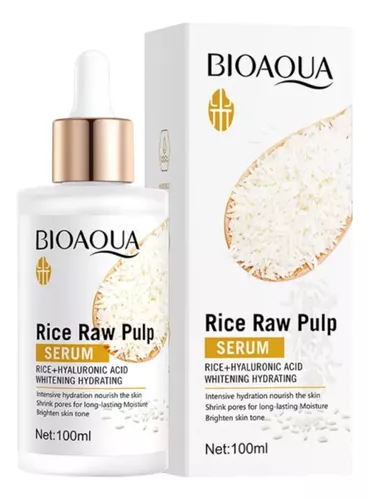 BIOAQUA
Rice Raw Pulp
SERUM
RICE+HYALURONIC ACID
WHITENING HYDRATING
Intensive hydration nourish the skin
Shrink pores for long-lasting Moisture
Brighten skin tone...
Net:100ml
BIOAQUA
Rice Raw Pulp
SERUM
RICE+HYALURONIC ACID
WHITENING HYDRATING
Intensive hydration nourish the skin
Shrink pores for long-lasting Moisture
Brighten skin tone...
Net:100ml